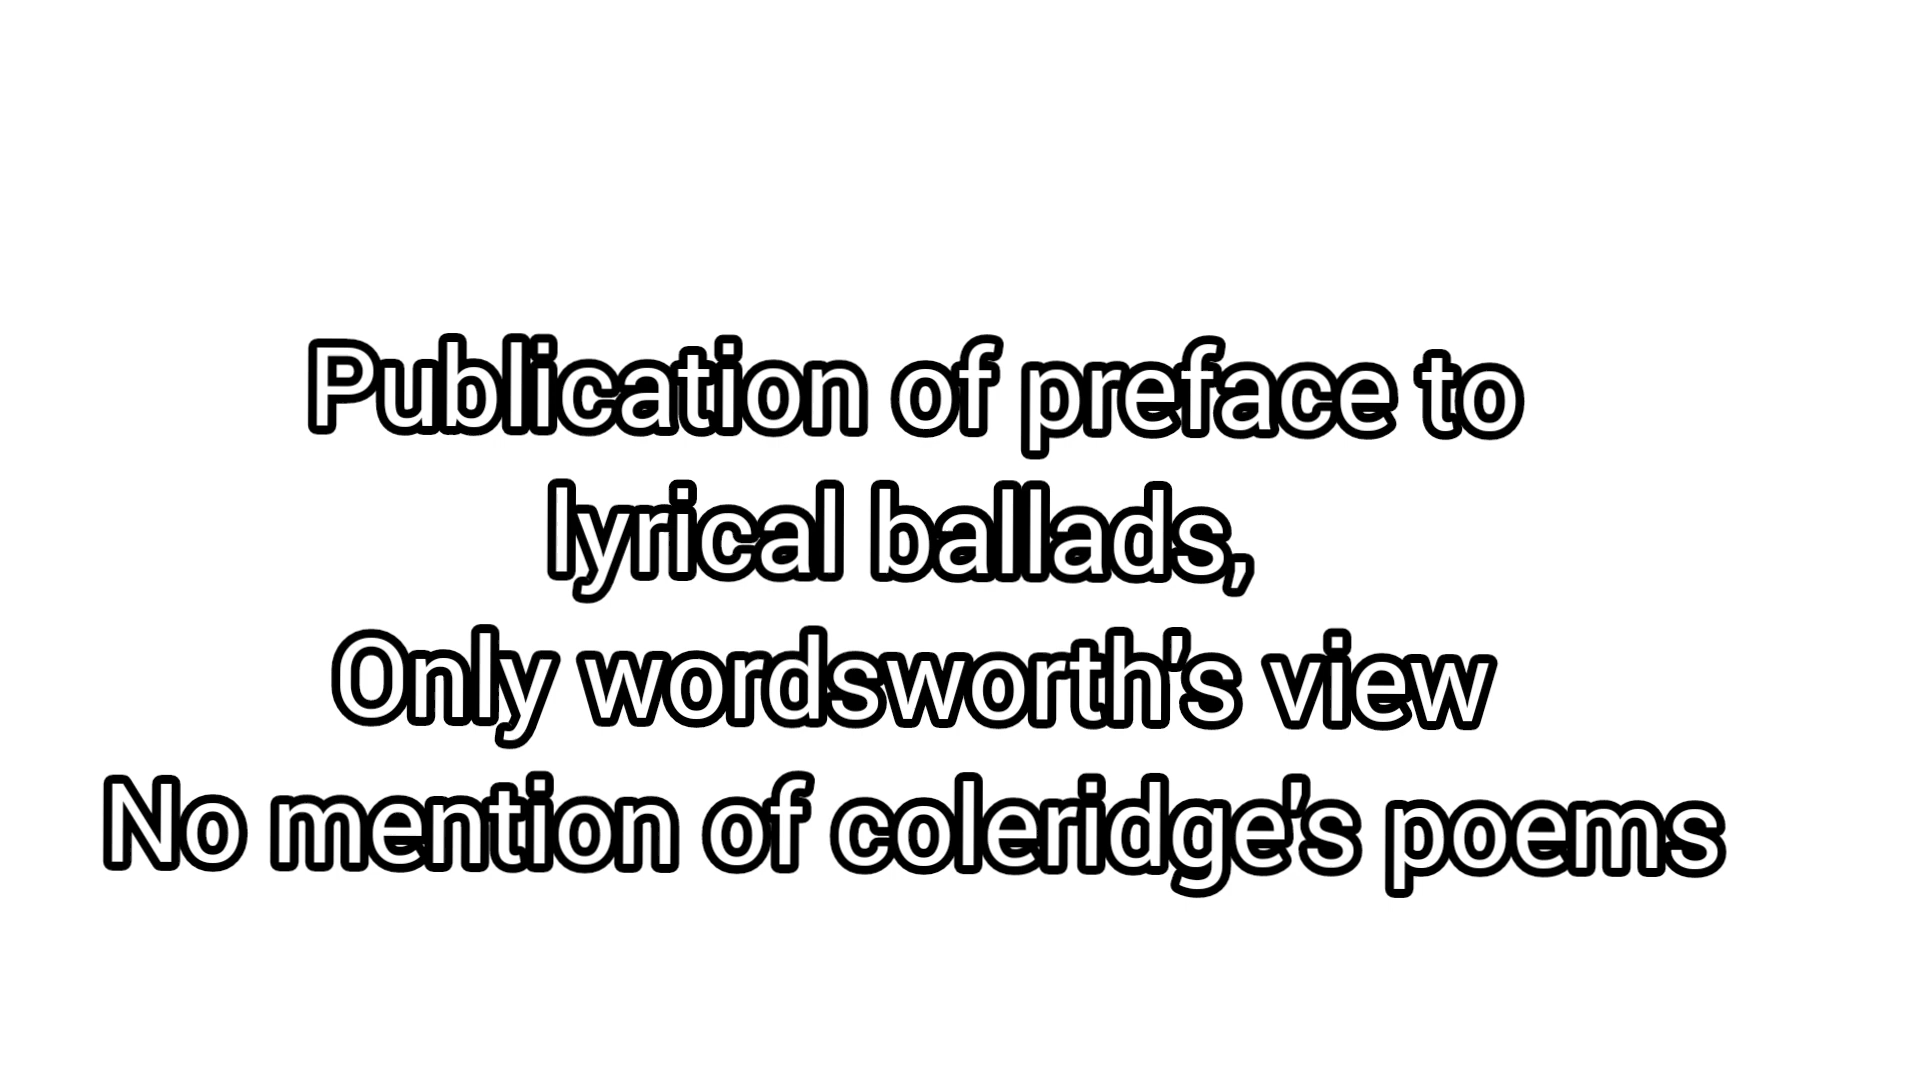 Publication of preface to
lyrical ballads,
Only wordsworth's view
No mention of coleridge's poems